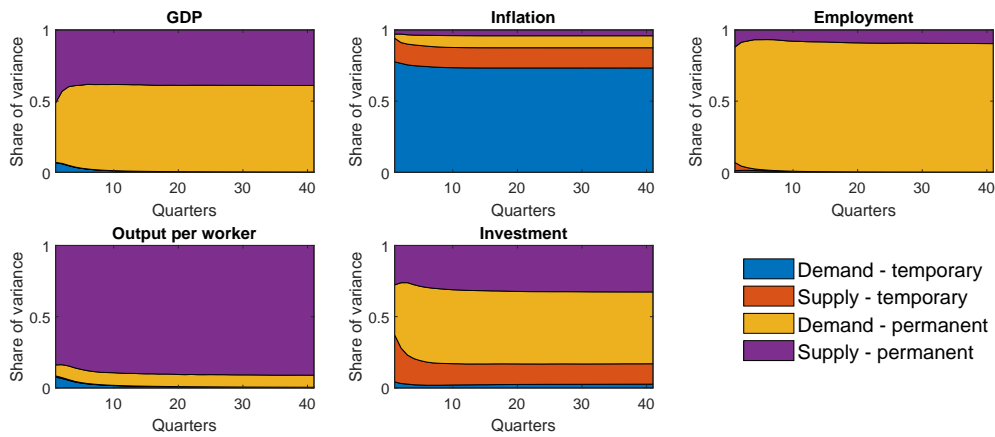 GDP
Share of variance
1
0.5
0
10 20 30 40
Quarters
Inflation
Share of variance
1
0.5
0
10 20 30 40
Quarters
Employment
Share of variance
1
0.5
0
10 20 30 40
Quarters
Output per worker
Share of variance
1
0.5
0
10 20 30 40
Quarters
Investment
Share of variance
1
0.5
0
10 20 30 40
Quarters
Demand - temporary
Supply - temporary
Demand - permanent
Supply - permanent